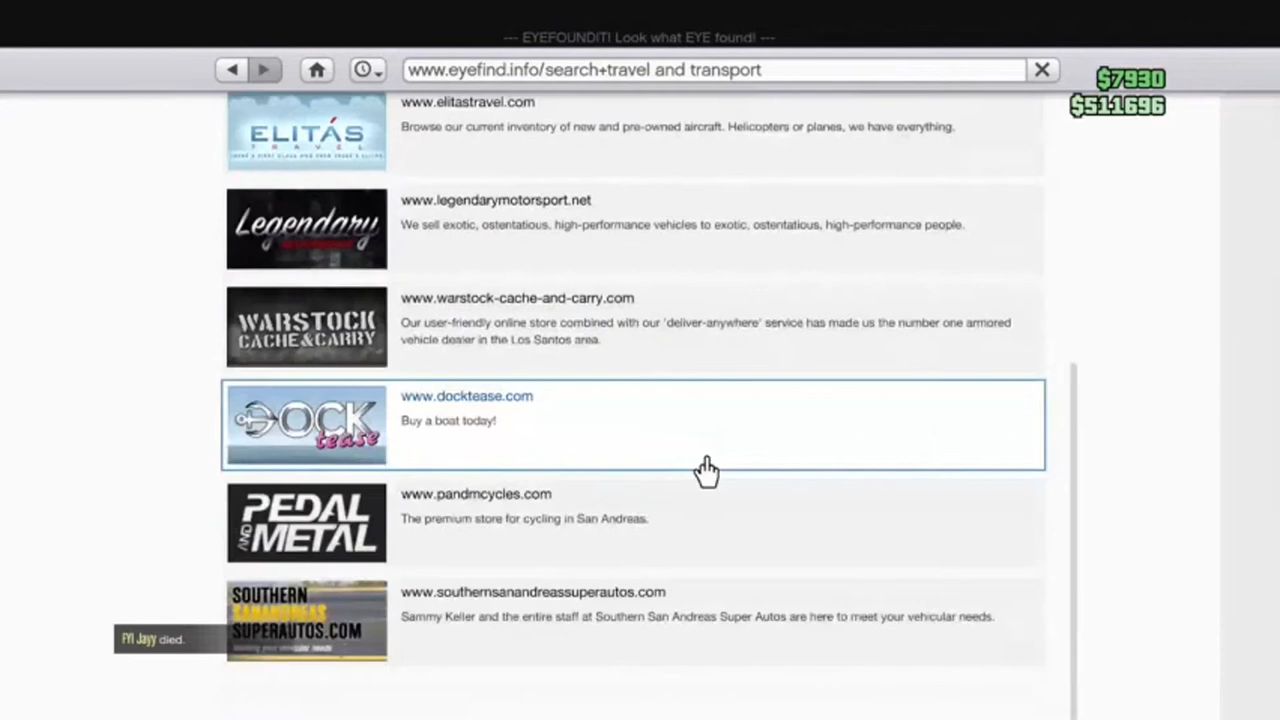 --- EYEFOUNDIT! Look what EYE found! ---
www.eyefind.info/search+travel and transport
$7930
$511696
www.elitastravel.com
ELITÁS
TRAVEL
Browse our current inventory of new and pre-owned aircraft. Helicopters or planes, we have everything.
www.legendarymotorsport.net
Legendary
We sell exotic, ostentatious, high-performance vehicles to exotic, ostentatious, high-performance people.
www.warstock-cache-and-carry.com
WARSTOCK
CACHE&CARRY
Our user-friendly online store combined with our 'deliver-anywhere' service has made us the number one armored
vehicle dealer in the Los Santos area.
www.docktease.com
DOCK
tease
Buy a boat today!
www.pandmcycles.com
PEDAL
AND METAL
The premium store for cycling in San Andreas.
www.southernsanandreassuperautos.com
SOUTHERN
SANANDREAS
SUPERAUTOS.COM
Sammy Keller and the entire staff at Southern San Andreas Super Autos are here to meet your vehicular needs.
FYI Jayy died.